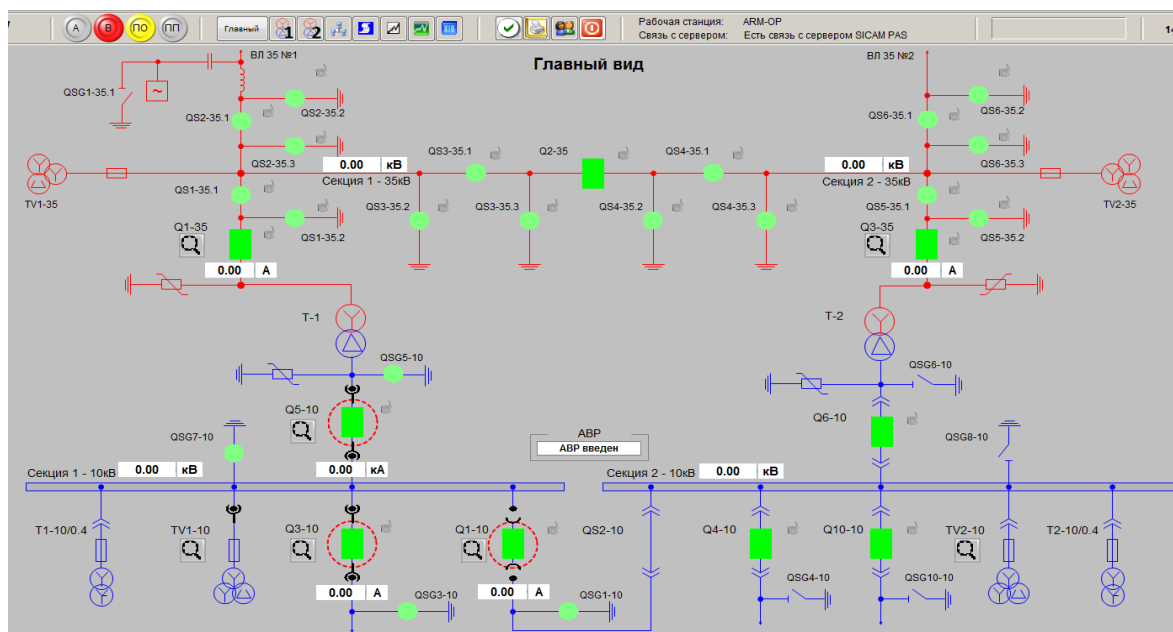 А В ПО ПП Главный 1 2 Рабочая станция: ARM-OP
Связь с сервером: Есть связь с сервером SICAM PAS
14
Главный вид
ВЛ 35 №1
ВЛ 35 №2
QSG1-35.1
QS2-35.2
QS2-35.1
QS2-35.3
QS6-35.2
QS6-35.1
QS6-35.3
0.00 кВ
Секция 1 - 35кВ
QS3-35.1
Q2-35
QS4-35.1
0.00 кВ
Секция 2 - 35кВ
TV1-35
QS1-35.1
QS1-35.2
QS3-35.2
QS3-35.3
QS4-35.2
QS4-35.3
QS5-35.1
QS5-35.2
TV2-35
Q1-35
0.00 А
Q3-35
0.00 А
Т-1
Т-2
QSG5-10
QSG6-10
Q5-10
Q6-10
QSG7-10
АВР
АВР введен
QSG8-10
Секция 1 - 10кВ 0.00 кВ
0.00 кА
Секция 2 - 10кВ 0.00 кВ
T1-10/0.4
TV1-10
Q3-10
Q1-10
QS2-10
Q4-10
Q10-10
TV2-10
T2-10/0.4
0.00 А
0.00 А
QSG3-10
QSG1-10
QSG4-10
QSG10-10